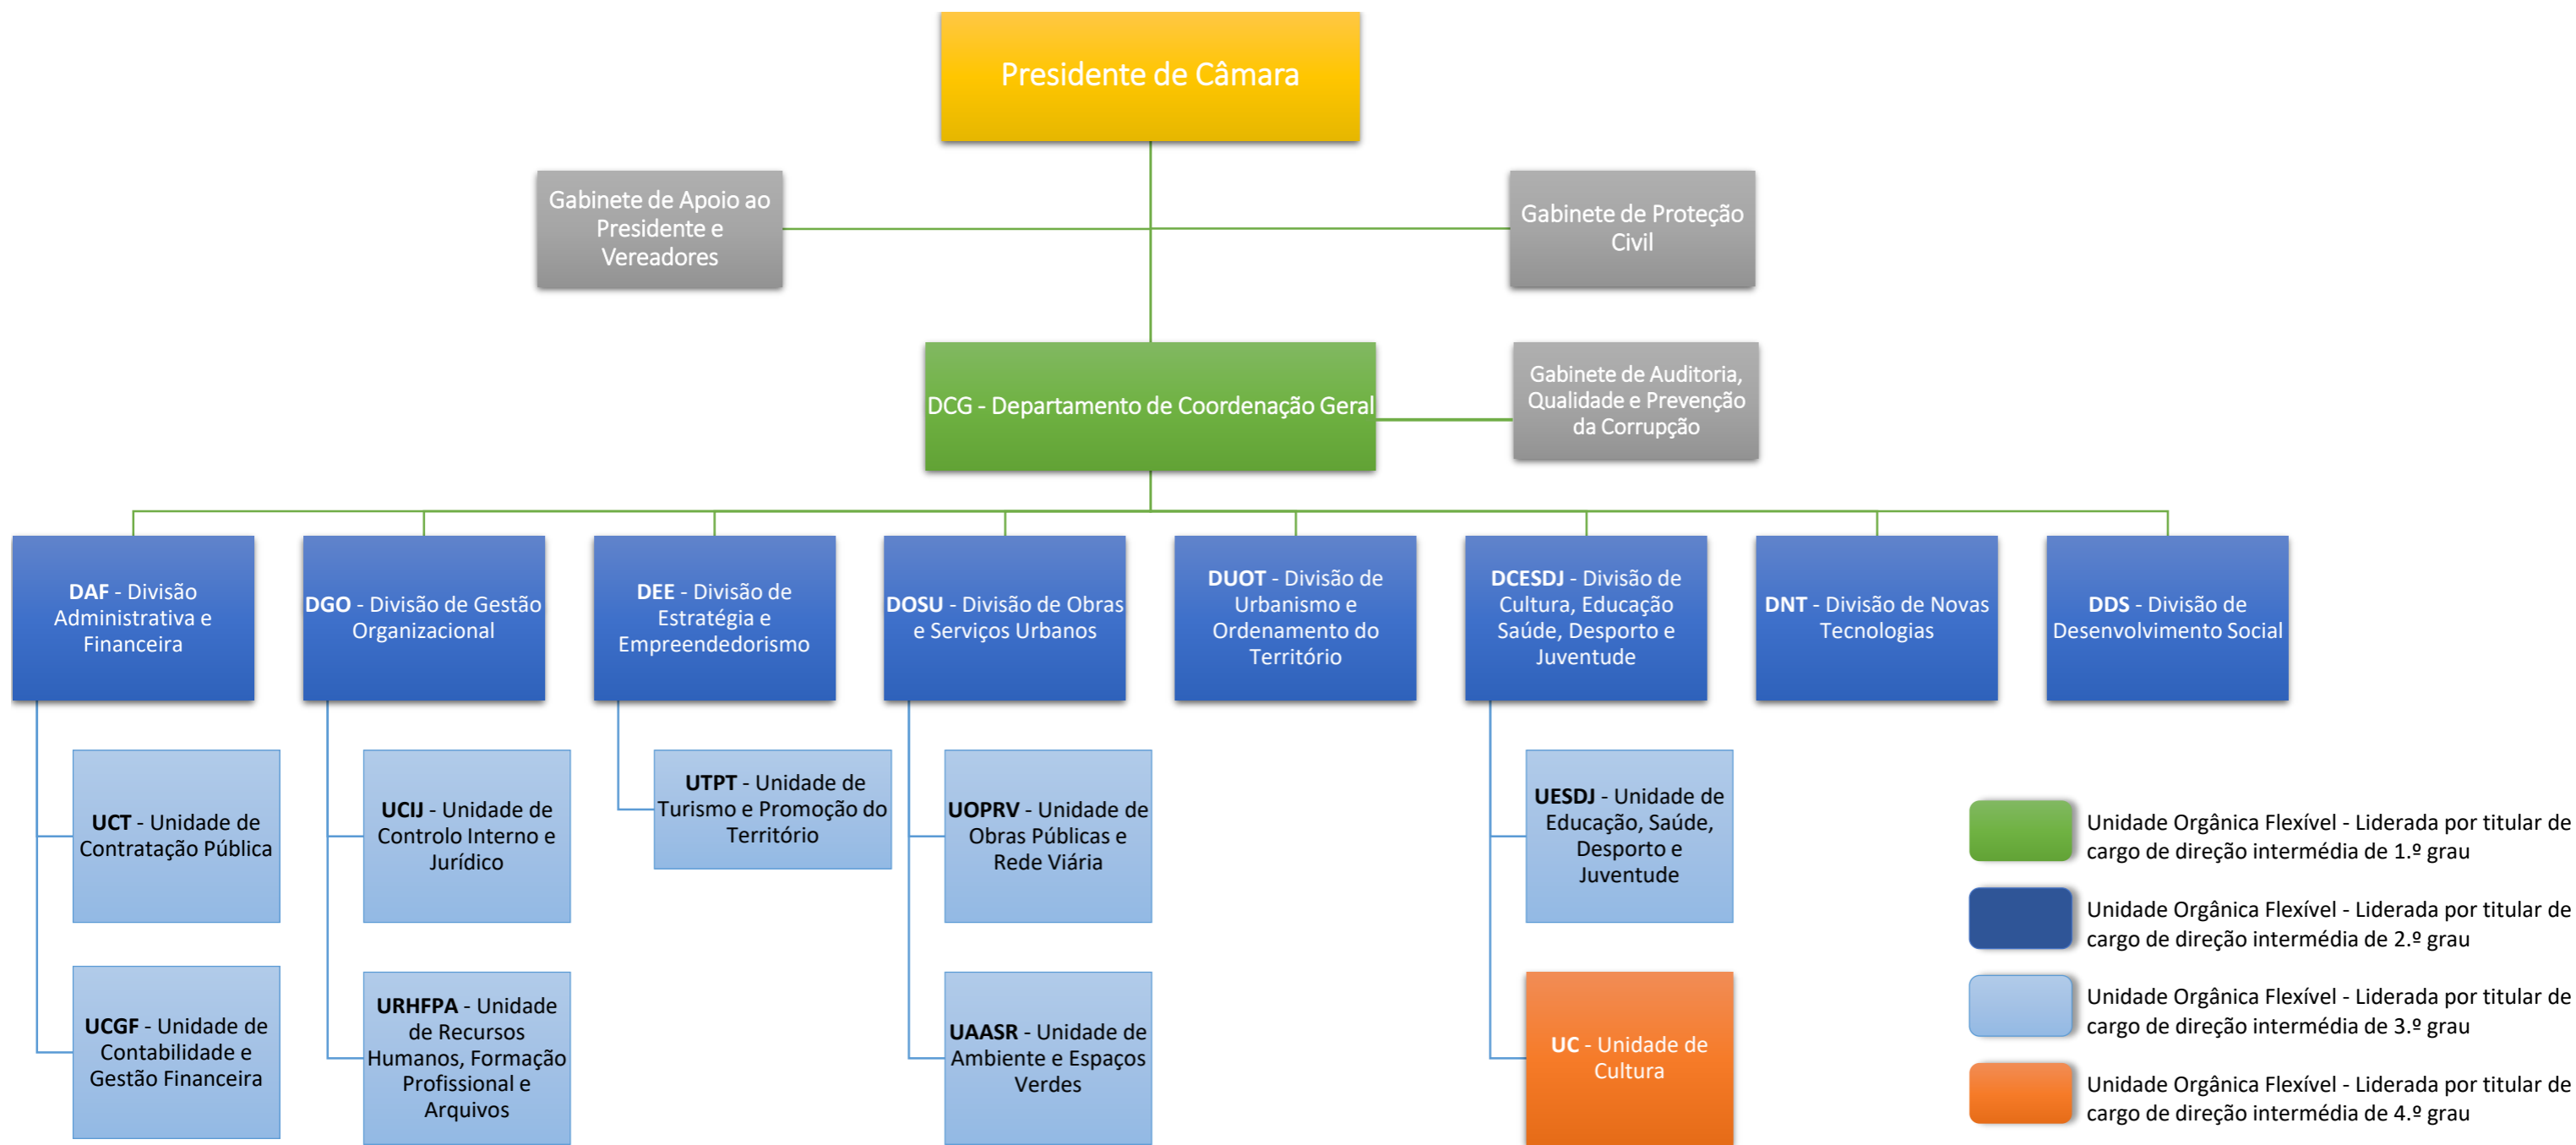 Presidente de Câmara
Gabinete de Apoio ao
Presidente e
Vereadores
Gabinete de Proteção
Civil
DCG - Departamento de Coordenação Geral
Gabinete de Auditoria,
Qualidade e Prevenção
da Corrupção
DAF - Divisão
Administrativa e
Financeira
DGO - Divisão de Gestão
Organizacional
DEE - Divisão de
Estratégia e
Empreendedorismo
DOSU - Divisão de Obras
e Serviços Urbanos
DUOT - Divisão de
Urbanismo e
Ordenamento do
Território
DCESDJ - Divisão de
Cultura, Educação
Saúde, Desporto e
Juventude
DNT - Divisão de Novas
Tecnologias
DDS - Divisão de
Desenvolvimento Social
UCT - Unidade de
Contratação Pública
UCIJ - Unidade de
Controlo Interno e
Jurídico
UTPT - Unidade de
Turismo e Promoção do
Território
UOPRV - Unidade de
Obras Públicas e
Rede Viária
UESDJ - Unidade de
Educação, Saúde,
Desporto e
Juventude
UCGF - Unidade de
Contabilidade e
Gestão Financeira
URHFPA - Unidade
de Recursos
Humanos, Formação
Profissional e
Arquivos
UAASR - Unidade de
Ambiente e Espaços
Verdes
UC - Unidade de
Cultura
Unidade Orgânica Flexível - Liderada por titular de
cargo de direção intermédia de 1.º grau
Unidade Orgânica Flexível - Liderada por titular de
cargo de direção intermédia de 2.º grau
Unidade Orgânica Flexível - Liderada por titular de
cargo de direção intermédia de 3.º grau
Unidade Orgânica Flexível - Liderada por titular de
cargo de direção intermédia de 4.º grau